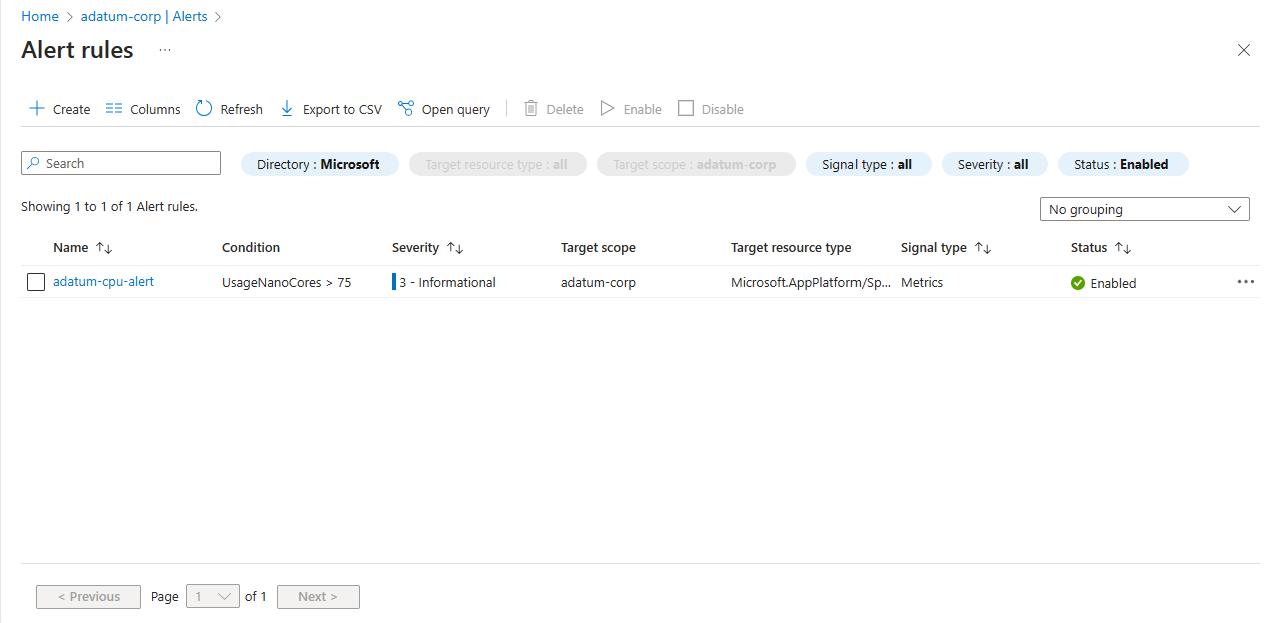 Home > adatum-corp | Alerts >
Alert rules ...
Create Columns Refresh Export to CSV Open query Delete Enable Disable
Search Directory : Microsoft Target resource type : all Target scope : adatum-corp Signal type : all Severity : all Status : Enabled
Showing 1 to 1 of 1 Alert rules. No grouping
Name Condition Severity Target scope Target resource type Signal type Status
adatum-cpu-alert UsageNanoCores > 75 3 - Informational adatum-corp Microsoft.AppPlatform/Sp... Metrics Enabled
< Previous Page 1 of 1 Next >